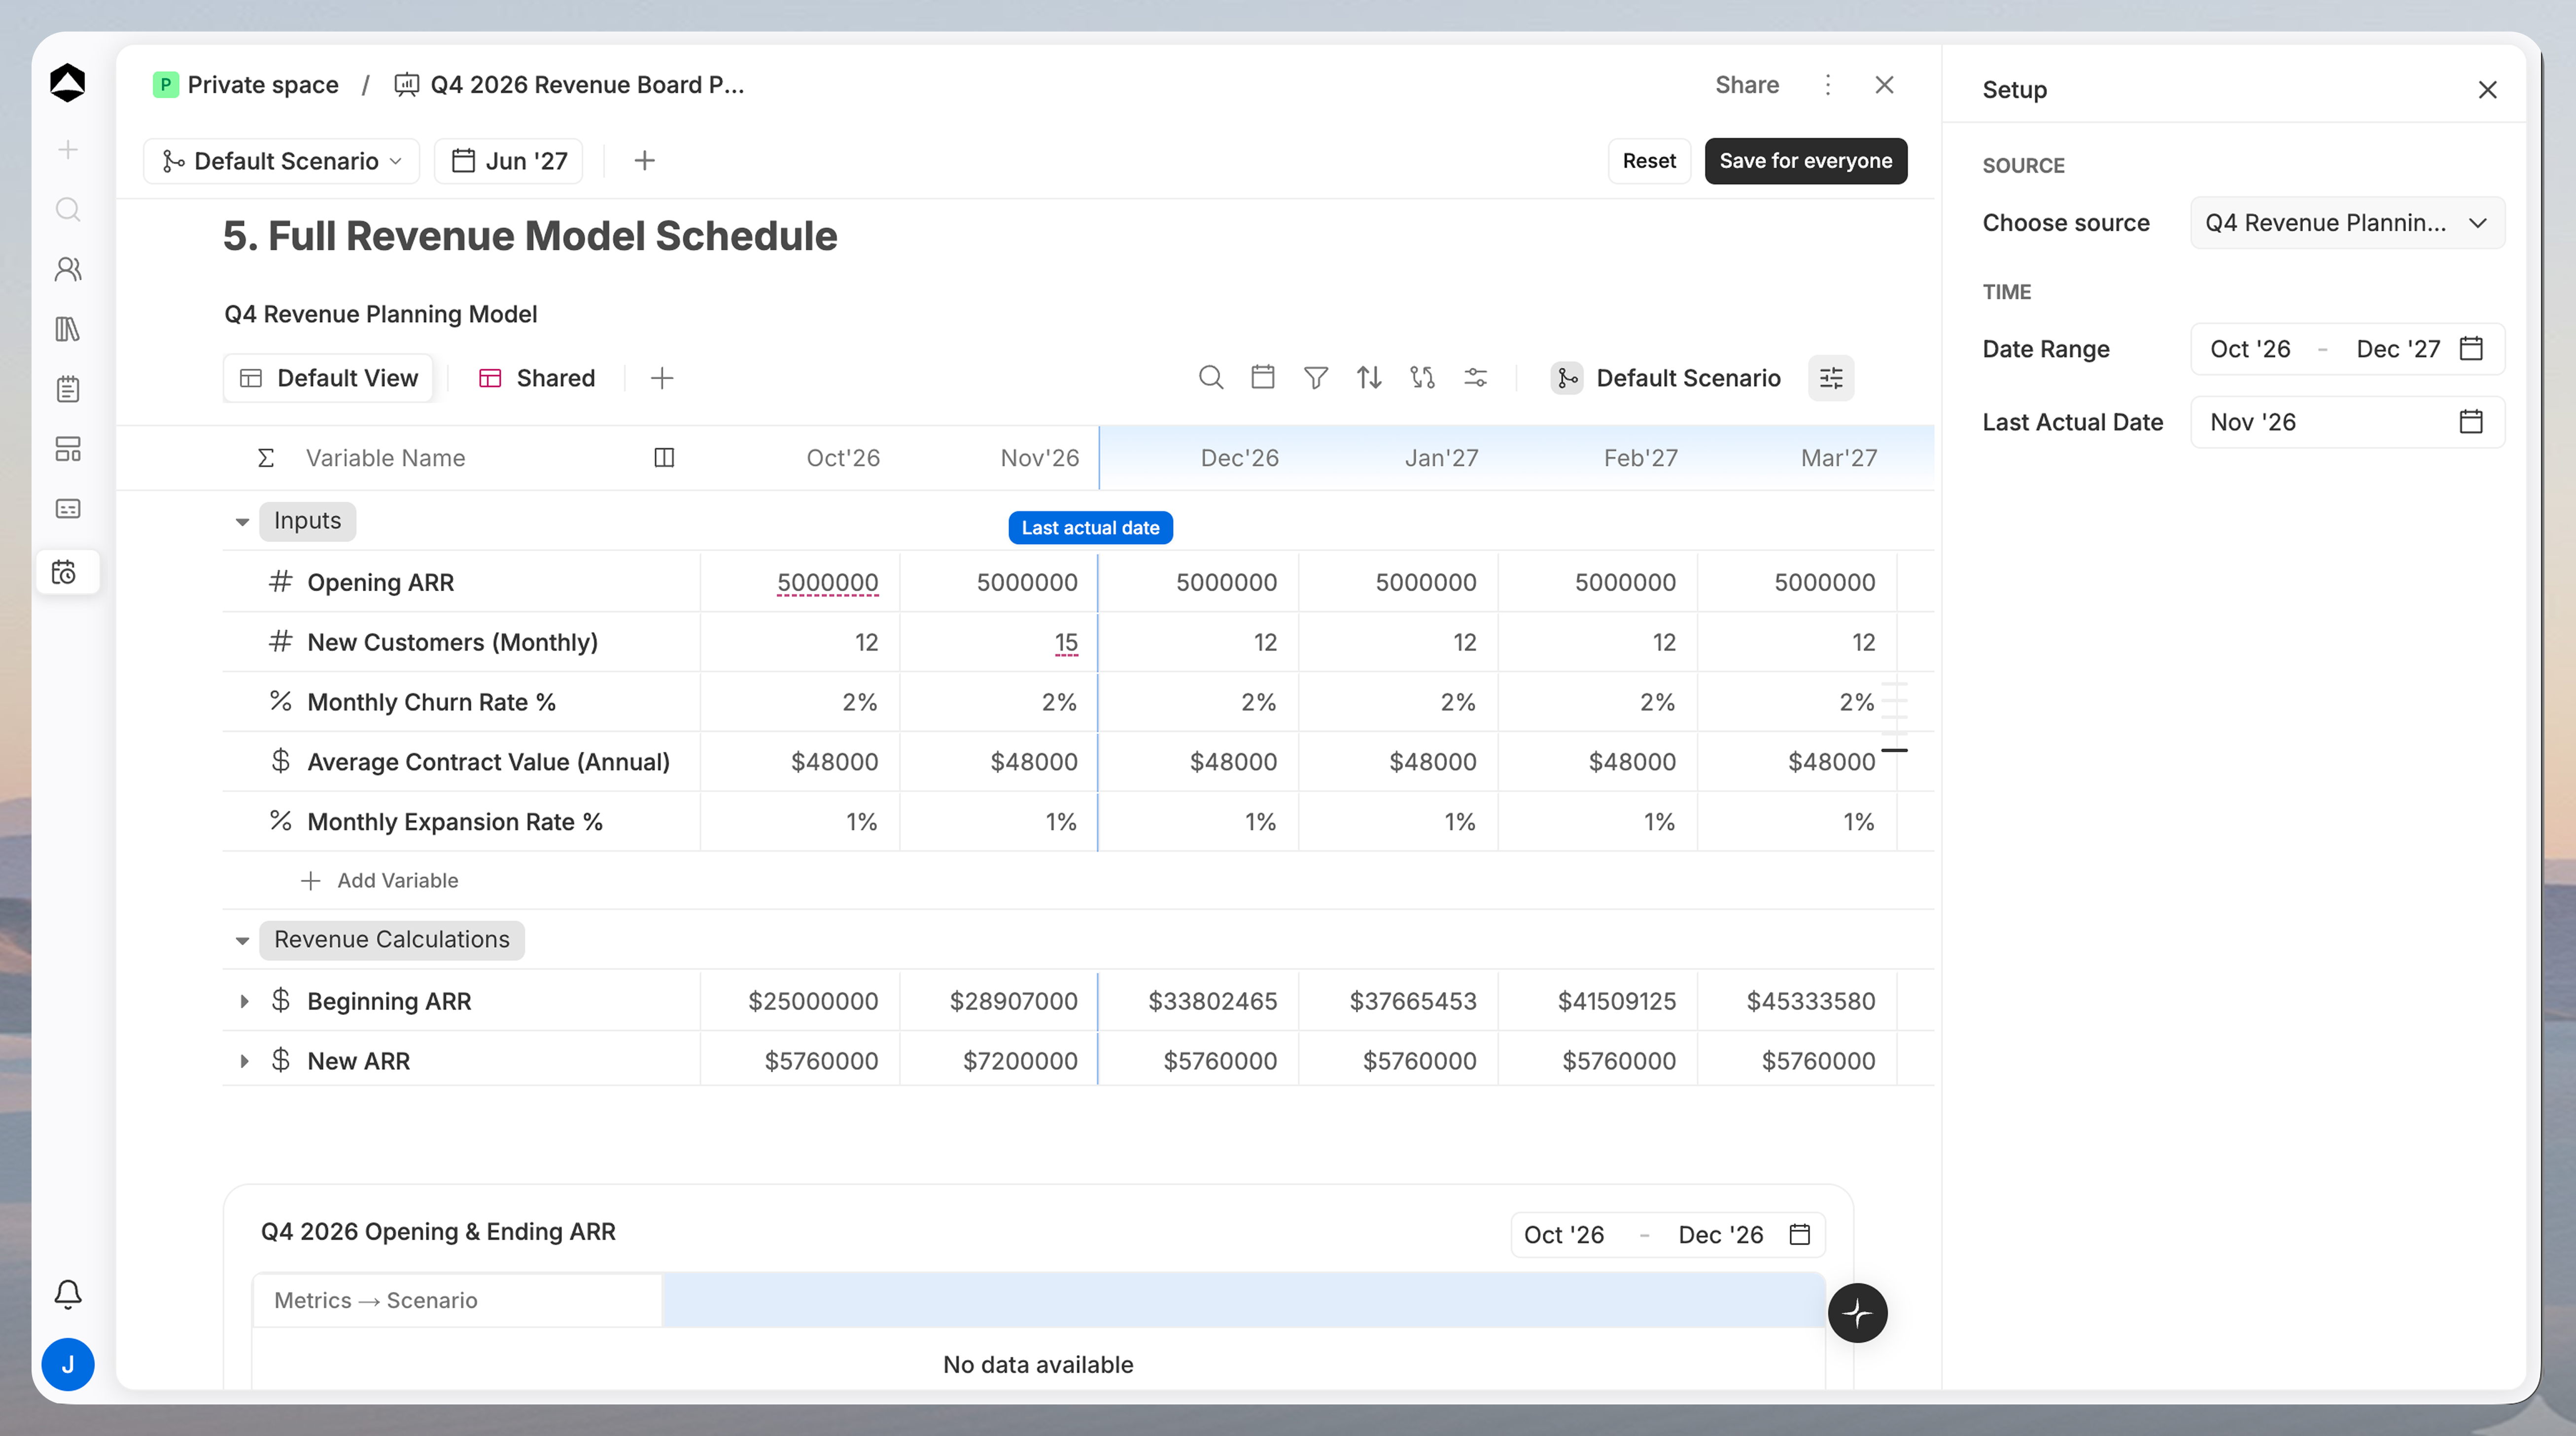 P Private space / Q4 2026 Revenue Board P... Share
Default Scenario Jun '27 Reset Save for everyone
5. Full Revenue Model Schedule
Q4 Revenue Planning Model
Default View Shared Default Scenario
Σ Variable Name Oct'26 Nov'26 Dec'26 Jan'27 Feb'27 Mar'27
Inputs
Last actual date
# Opening ARR 5000000 5000000 5000000 5000000 5000000 5000000
# New Customers (Monthly) 12 15 12 12 12 12
% Monthly Churn Rate % 2% 2% 2% 2% 2% 2%
$ Average Contract Value (Annual) $48000 $48000 $48000 $48000 $48000 $48000
% Monthly Expansion Rate % 1% 1% 1% 1% 1% 1%
+ Add Variable
Revenue Calculations
$ Beginning ARR $25000000 $28907000 $33802465 $37665453 $41509125 $45333580
$ New ARR $5760000 $7200000 $5760000 $5760000 $5760000 $5760000
Q4 2026 Opening & Ending ARR Oct '26 - Dec '26
Metrics → Scenario
No data available
J
Setup
SOURCE
Choose source Q4 Revenue Plannin...
TIME
Date Range Oct '26 - Dec '27
Last Actual Date Nov '26